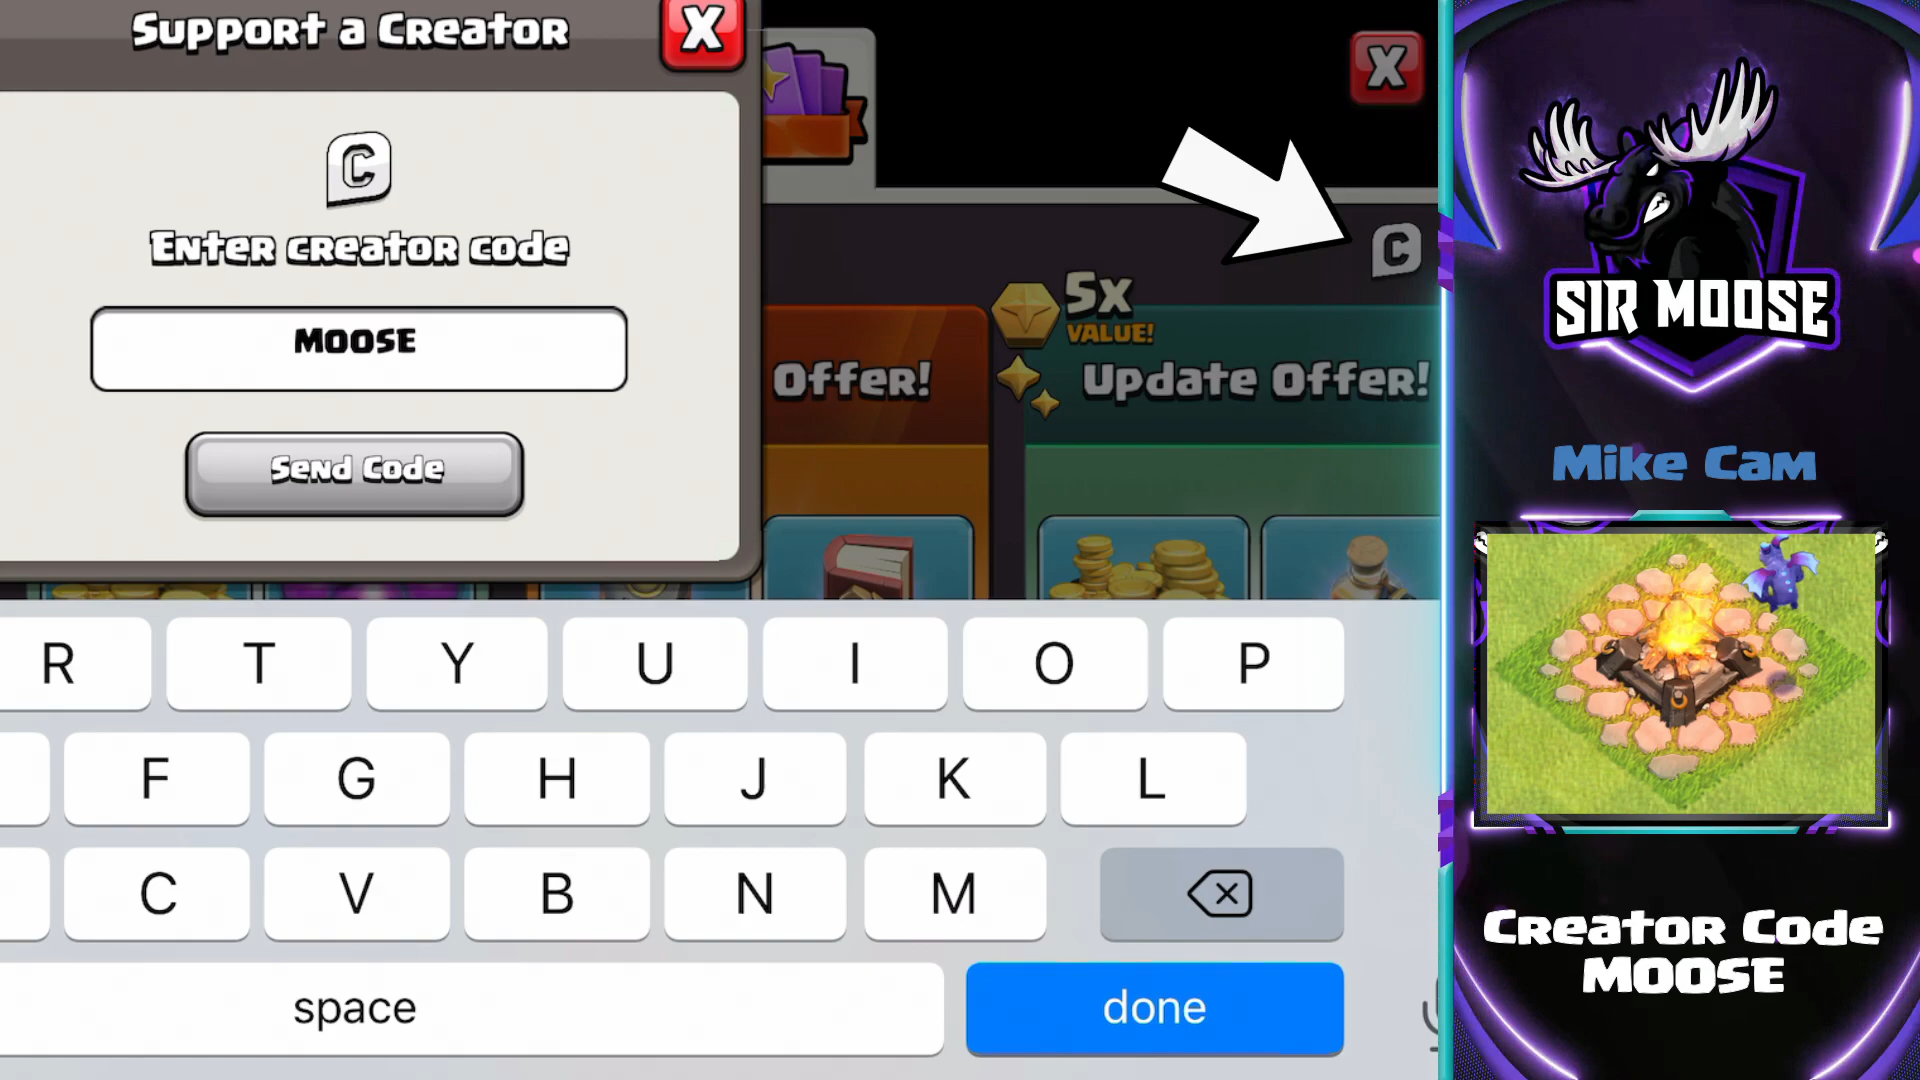 Support a Creator
X
C
Enter creator code
MOOSE
Send Code
X
C
Offer!
5x
VALUE!
Update Offer!
R T Y U I O P
F G H J K L
C V B N M
space
done
SIR MOOSE
Mike Cam
Creator Code
MOOSE